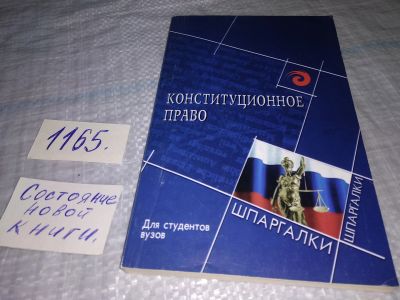 1165.
Состояние
новой
книги.
КОНСТИТУЦИОННОЕ
ПРАВО
Для студентов
вузов
ШПАРГАЛКИ
ШПАРГАЛКИ